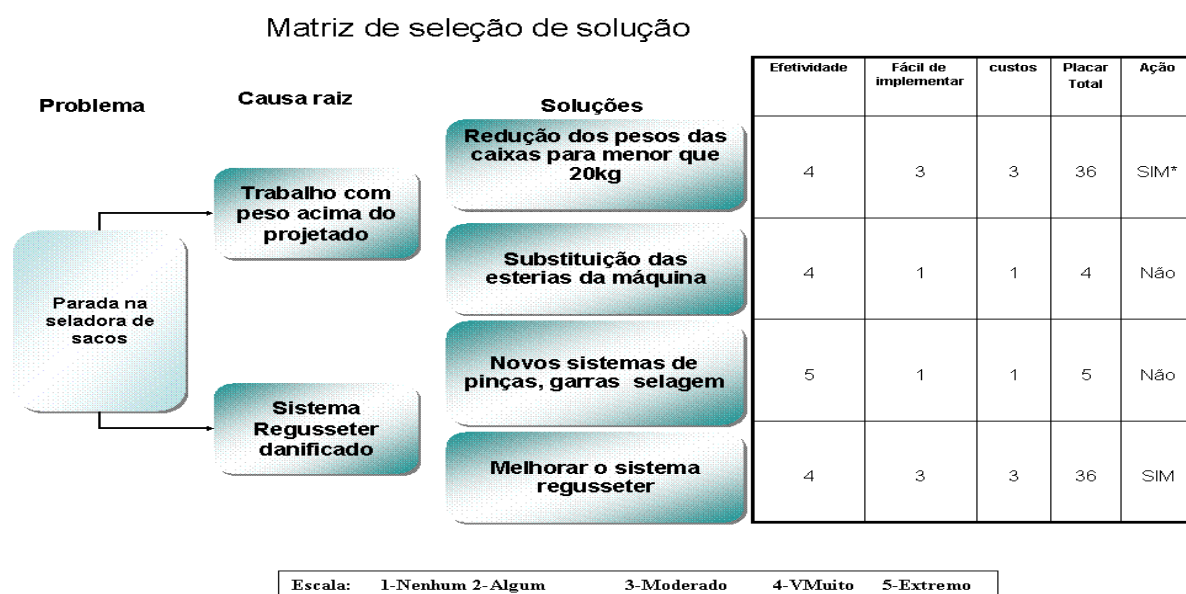 Matriz de seleção de solução
Problema
Causa raiz
Soluções
Efetividade
Fácil de
implementar
custos
Placar
Total
Ação
Parada na
seladora de
sacos
Trabalho com
peso acima do
projetado
Sistema
Regusseter
danificado
Redução dos pesos das
caixas para menor que
20kg
4 3 3 36 SIM*
Substituição das
esterias da máquina
4 1 1 4 Não
Novos sistemas de
pinças, garras selagem
5 1 1 5 Não
Melhorar o sistema
regusseter
4 3 3 36 SIM
Escala: 1-Nenhum 2-Algum 3-Moderado 4-VMuito 5-Extremo